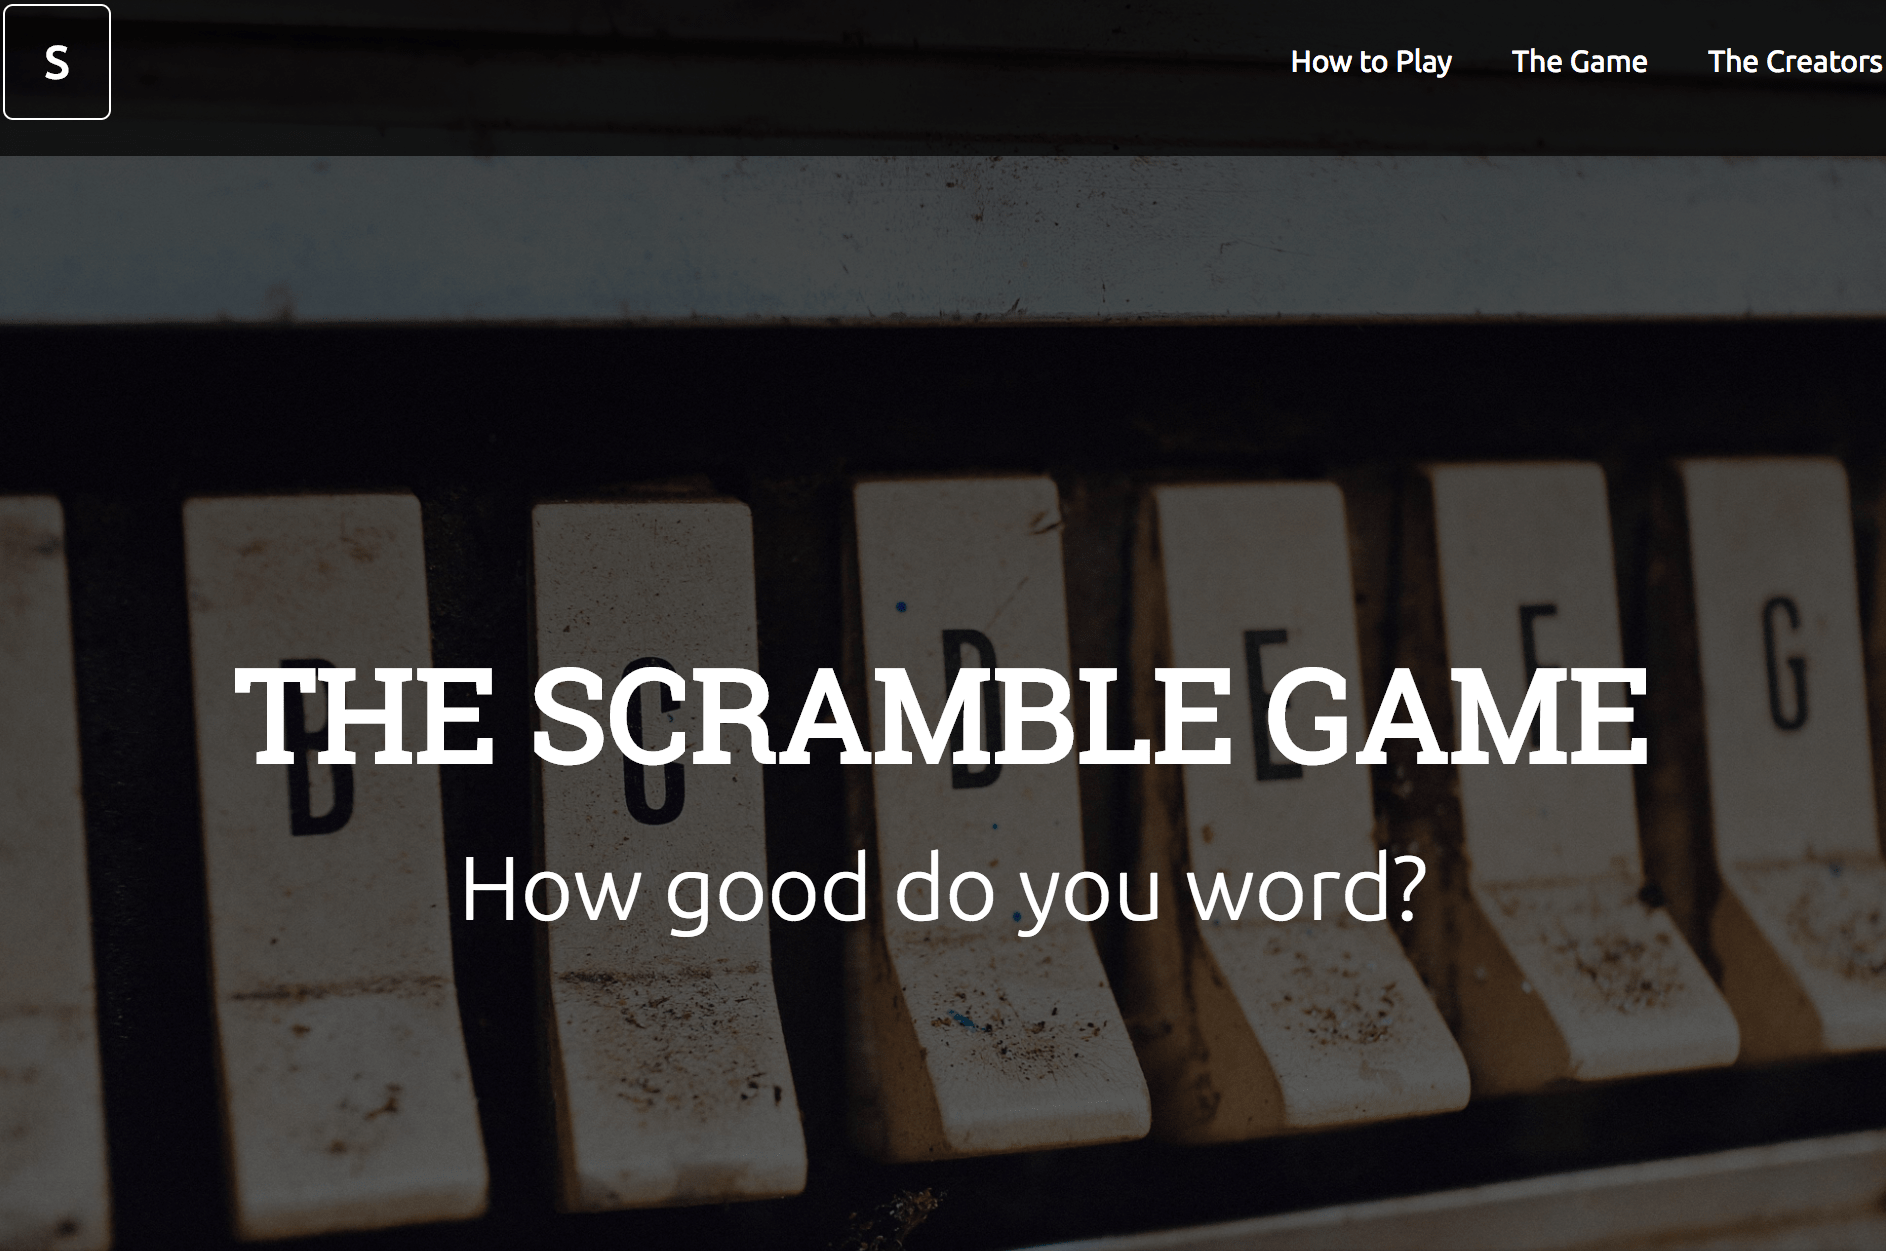 S
How to Play The Game The Creators
B C D E F G
THE SCRAMBLE GAME
How good do you word?